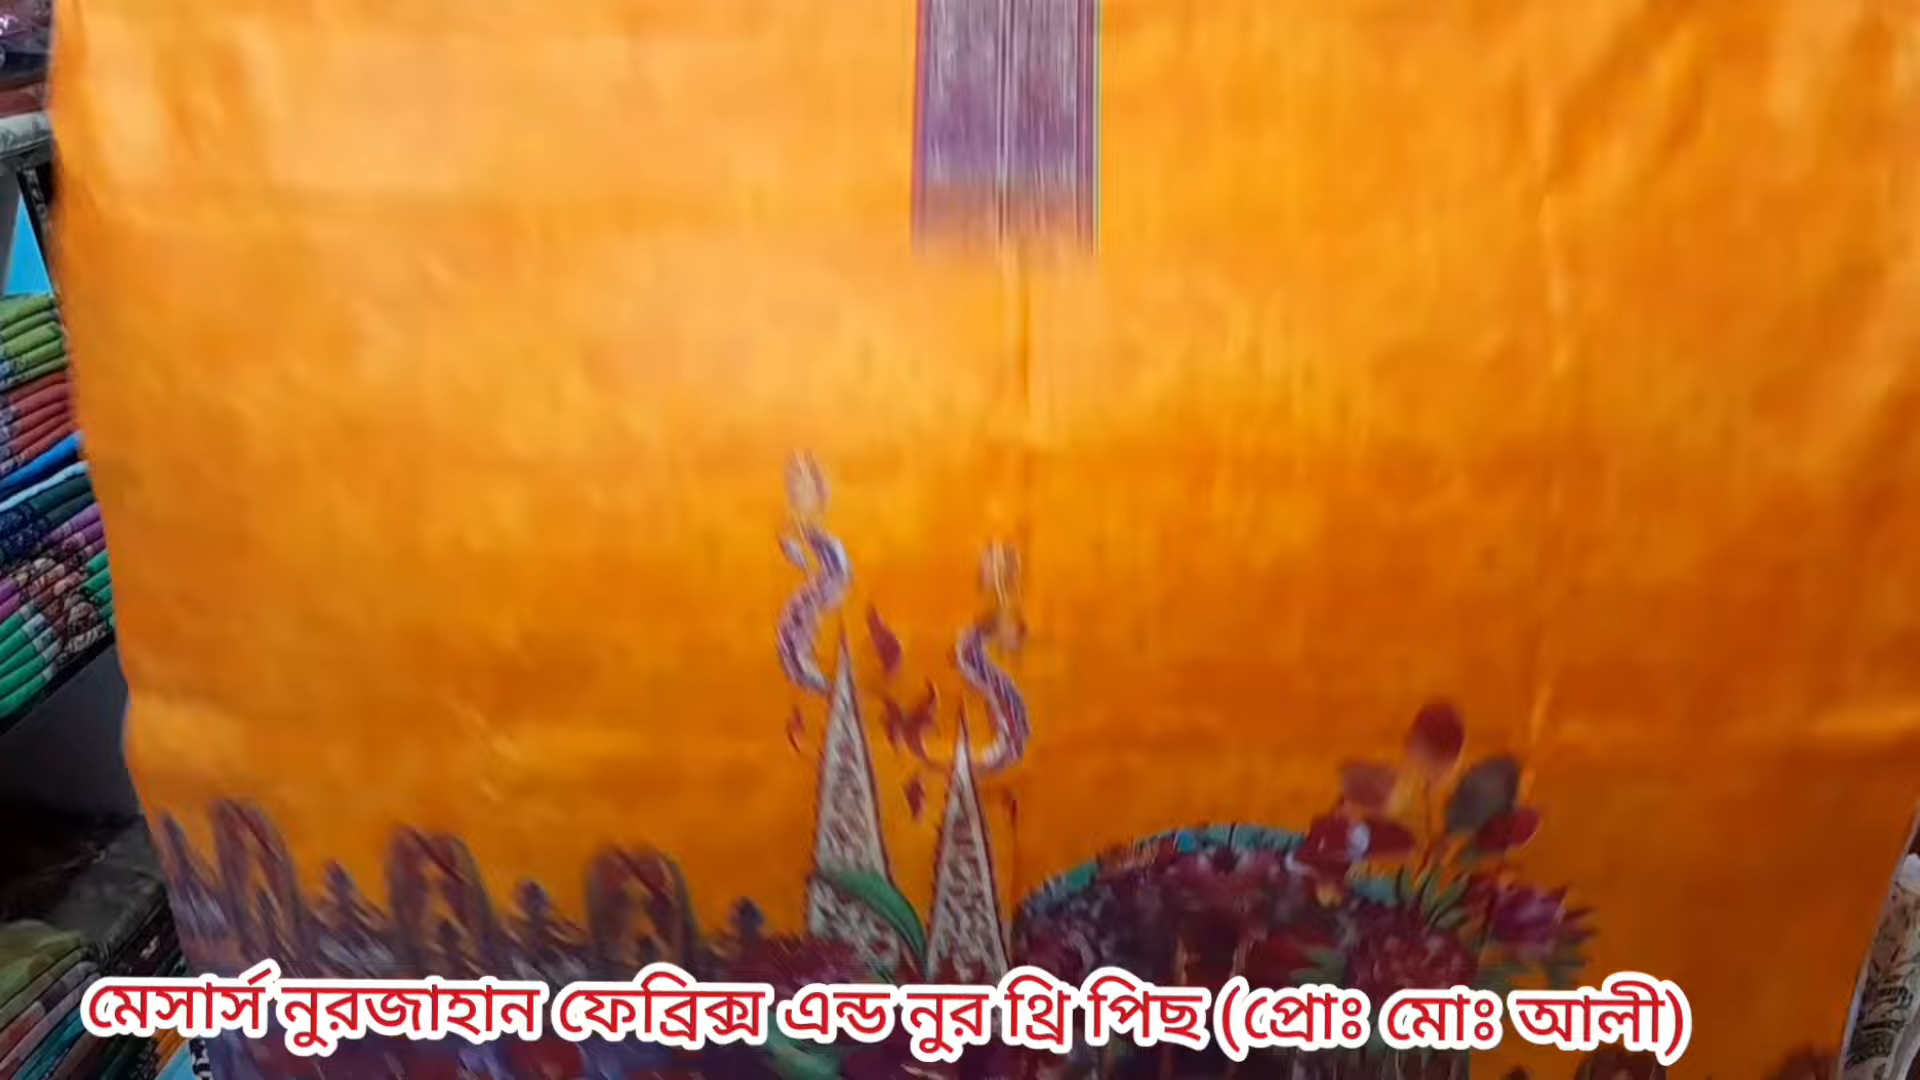 মেসার্স নুরজাহান ফেব্রিক্স এন্ড নুর থ্রি পিছ (প্রোঃ মোঃ আলী)